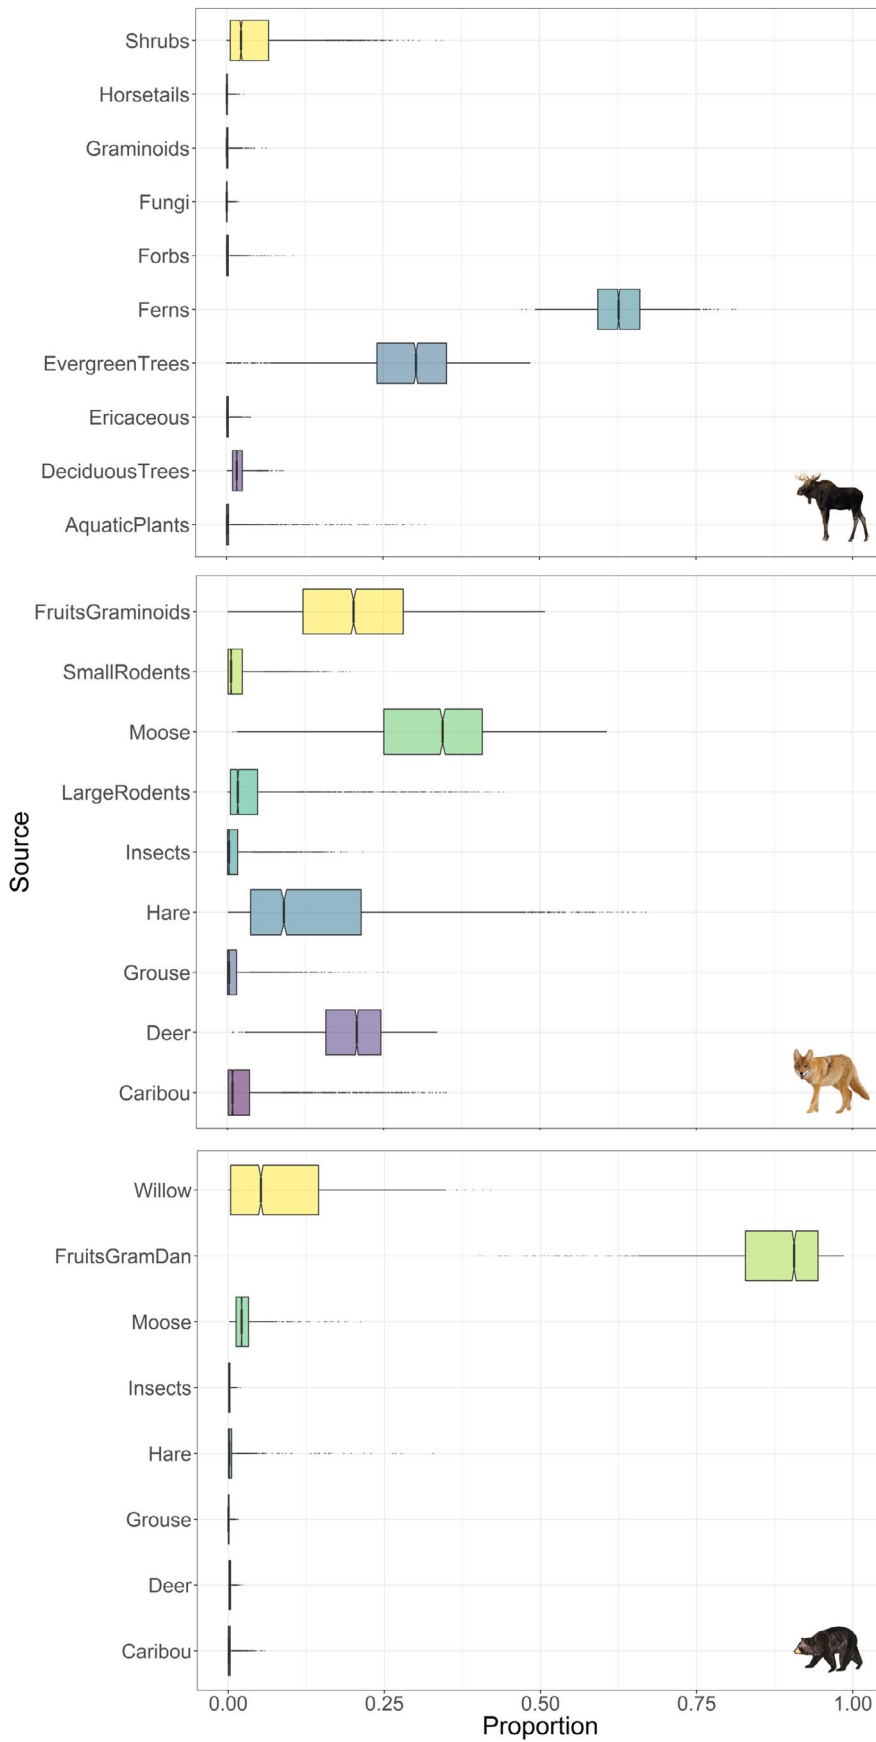 Shrubs
Horsetails
Graminoids
Fungi
Forbs
Ferns
EvergreenTrees
Ericaceous
DeciduousTrees
AquaticPlants
FruitsGraminoids
SmallRodents
Moose
LargeRodents
Insects
Hare
Grouse
Deer
Caribou
Source
Willow
FruitsGramDan
Moose
Insects
Hare
Grouse
Deer
Caribou
0.00 0.25 0.50 0.75 1.00
Proportion